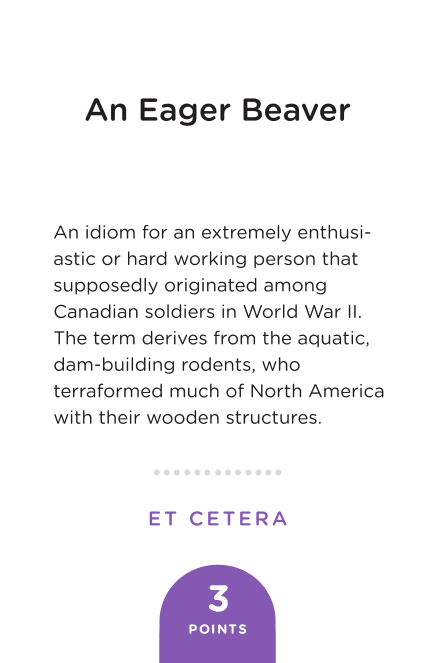 An Eager Beaver
An idiom for an extremely enthusi-
astic or hard working person that
supposedly originated among
Canadian soldiers in World War II.
The term derives from the aquatic,
dam-building rodents, who
terraformed much of North America
with their wooden structures.
ET CETERA
3
POINTS